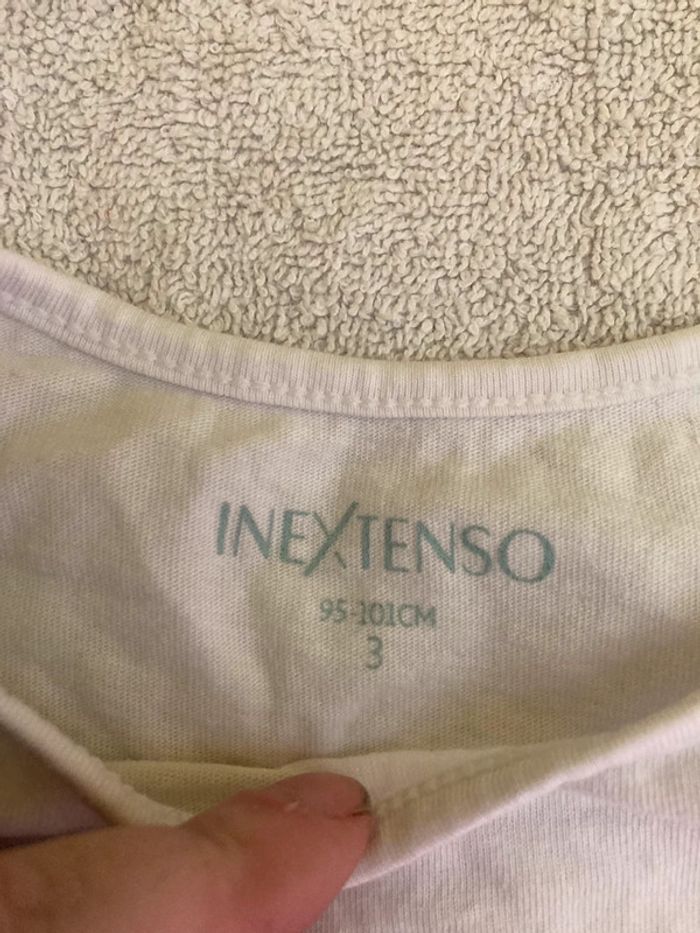 INEXTENSO
95-101CM
3